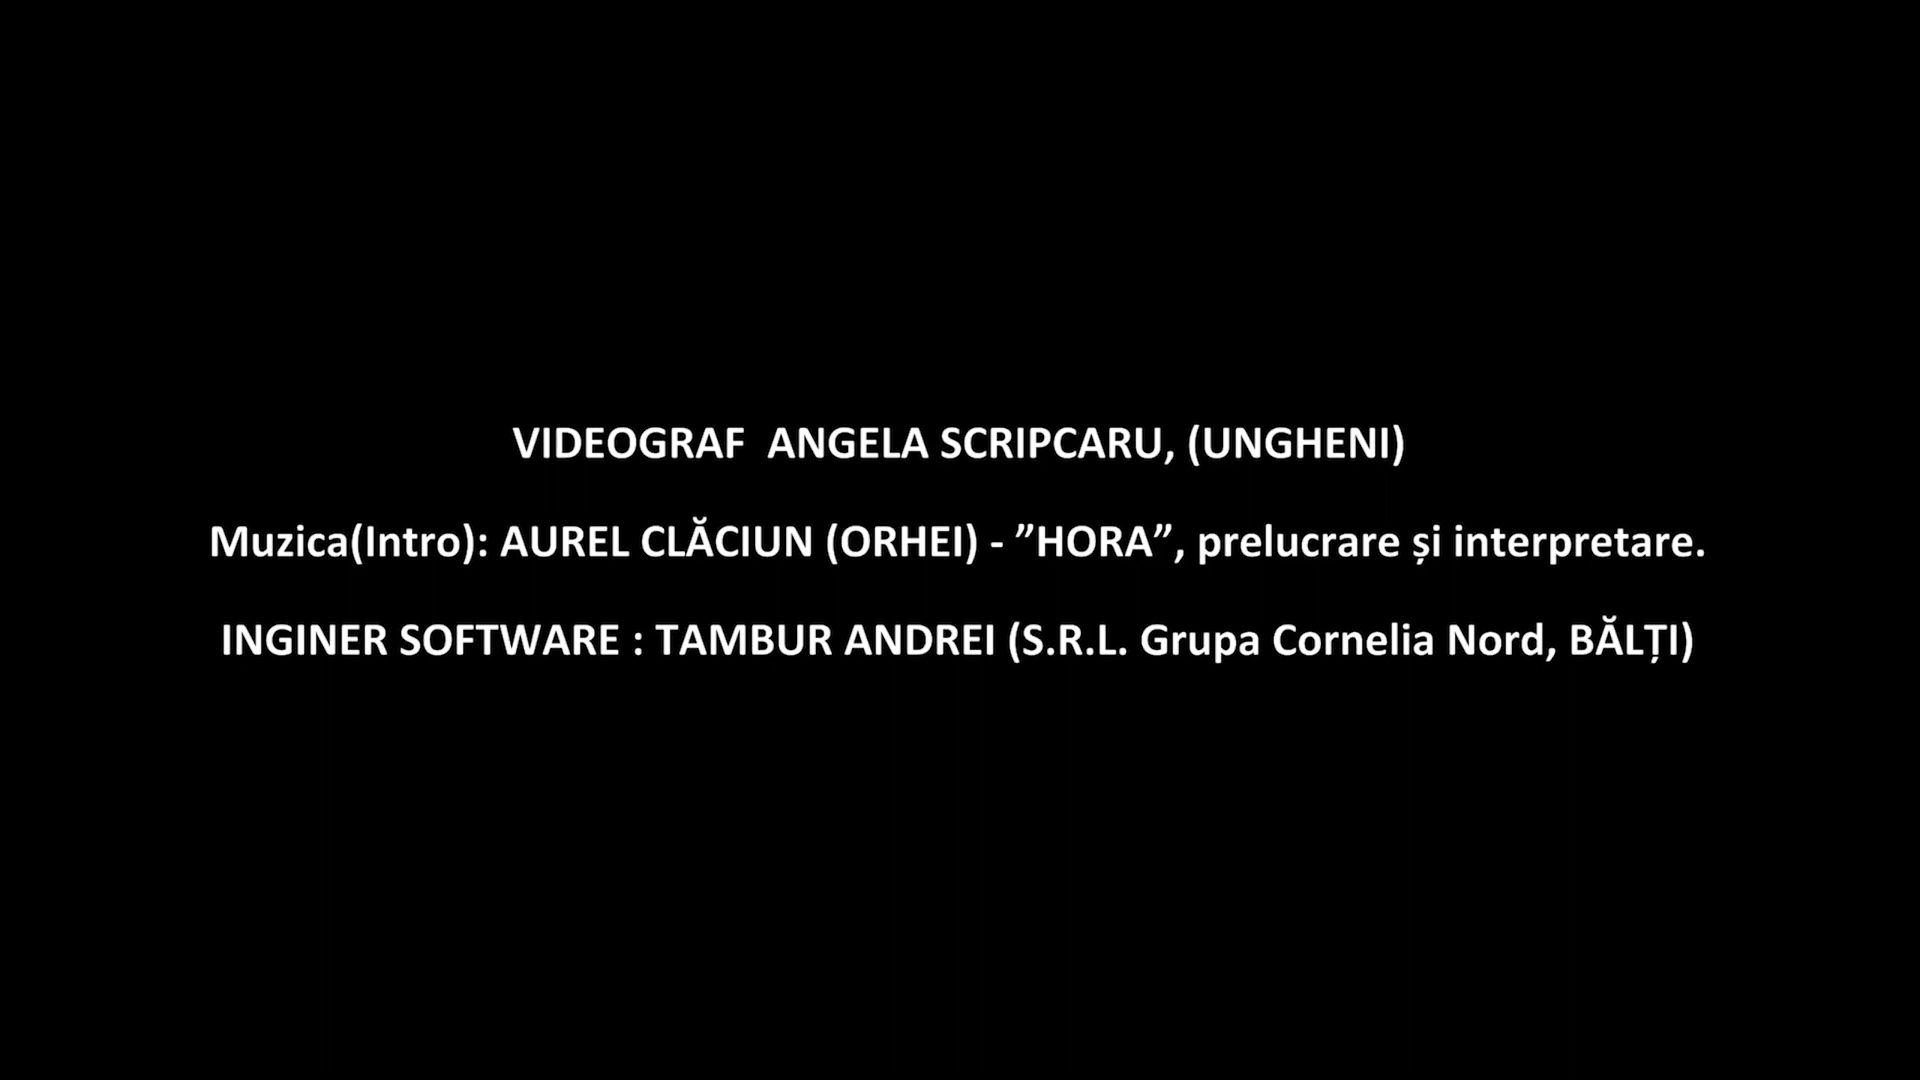 VIDEOGRAF  ANGELA SCRIPCARU, (UNGHENI)
Muzica(Intro): AUREL CLĂCIUN (ORHEI) - ”HORA”, prelucrare și interpretare.
INGINER SOFTWARE : TAMBUR ANDREI (S.R.L. Grupa Cornelia Nord, BĂLȚI)